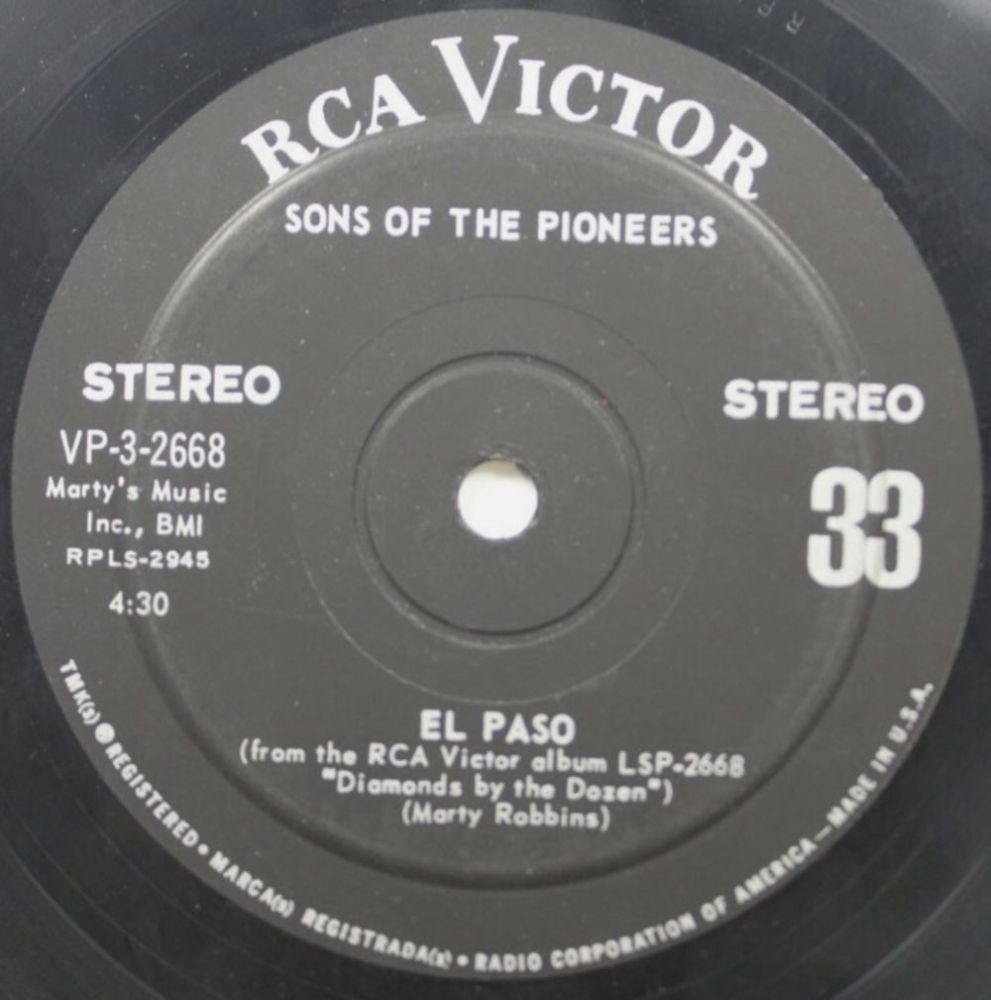 RCA VICTOR
SONS OF THE PIONEERS
STEREO
VP-3-2668
Marty's Music
Inc., BMI
RPLS-2945
4:30
STEREO
33
EL PASO
(from the RCA Victor album LSP-2668
"Diamonds by the Dozen")
(Marty Robbins)
TMK(s) ® REGISTERED • MARCA(s) REGISTRADA(s) • RADIO CORPORATION OF AMERICA—MADE IN U.S.A.